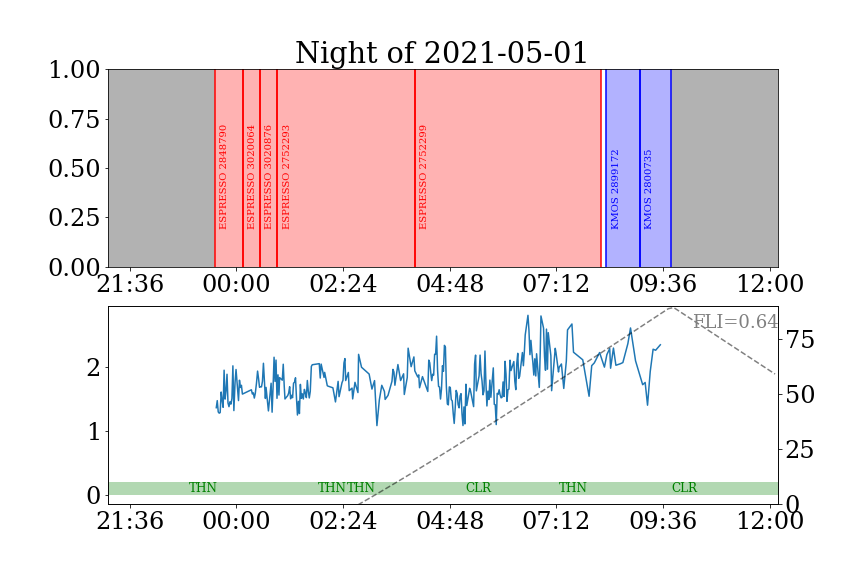 Night of 2021-05-01
1.00
0.75
0.50
0.25
0.00
ESPRESSO 2848790
ESPRESSO 3020064
ESPRESSO 3020876
ESPRESSO 2752293
ESPRESSO 2752299
KMOS 2899172
KMOS 2800735
21:36 00:00 02:24 04:48 07:12 09:36 12:00
FLI=0.64
2
1
0
75
50
25
0
THN THN THN CLR THN CLR
21:36 00:00 02:24 04:48 07:12 09:36 12:00